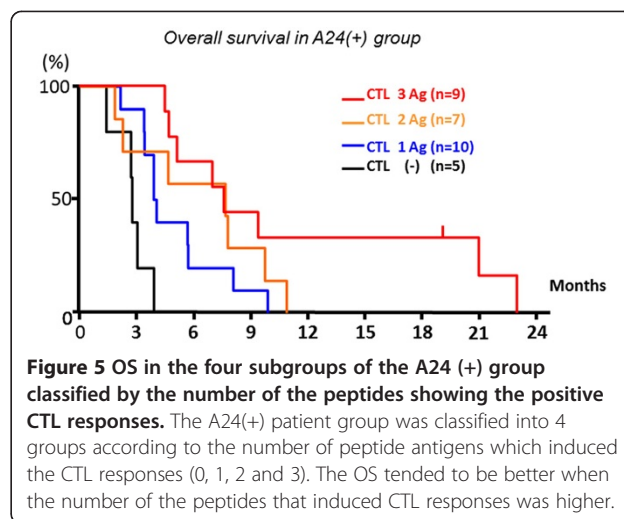 Overall survival in A24(+) group
(%)
100
50
0
CTL 3 Ag (n=9)
CTL 2 Ag (n=7)
CTL 1 Ag (n=10)
CTL (-) (n=5)
Months
0 3 6 9 12 15 18 21 24
Figure 5 OS in the four subgroups of the A24 (+) group
classified by the number of the peptides showing the positive
CTL responses. The A24(+) patient group was classified into 4
groups according to the number of peptide antigens which induced
the CTL responses (0, 1, 2 and 3). The OS tended to be better when
the number of the peptides that induced CTL responses was higher.